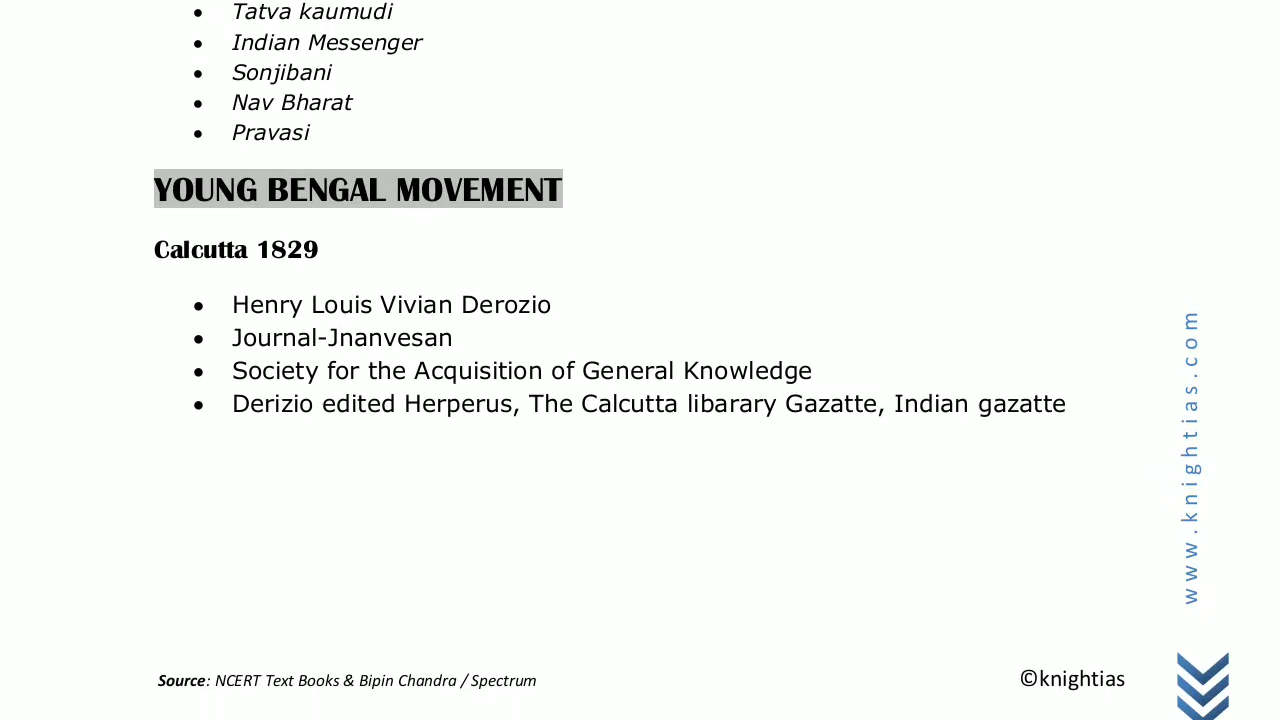 • Tatva kaumudi
• Indian Messenger
• Sonjibani
• Nav Bharat
• Pravasi
YOUNG BENGAL MOVEMENT
Calcutta 1829
• Henry Louis Vivian Derozio
• Journal-Jnanvesan
• Society for the Acquisition of General Knowledge
• Derizio edited Herperus, The Calcutta libarary Gazatte, Indian gazatte
www.knightias.com
Source: NCERT Text Books & Bipin Chandra / Spectrum
©knightias